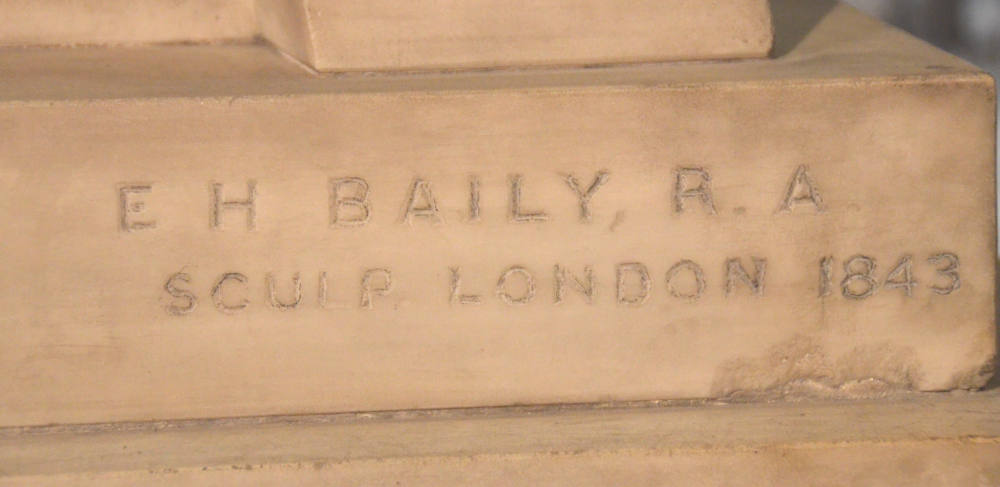 E H BAILY, R. A
SCULP LONDON 1843